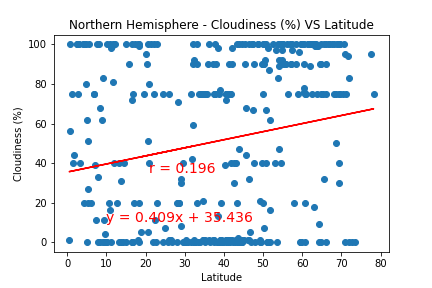 Northern Hemisphere - Cloudiness (%) VS Latitude
100
80
60
40
20
0
Cloudiness (%)
r = 0.196
y = 0.409x + 35.436
0 10 20 30 40 50 60 70 80
Latitude